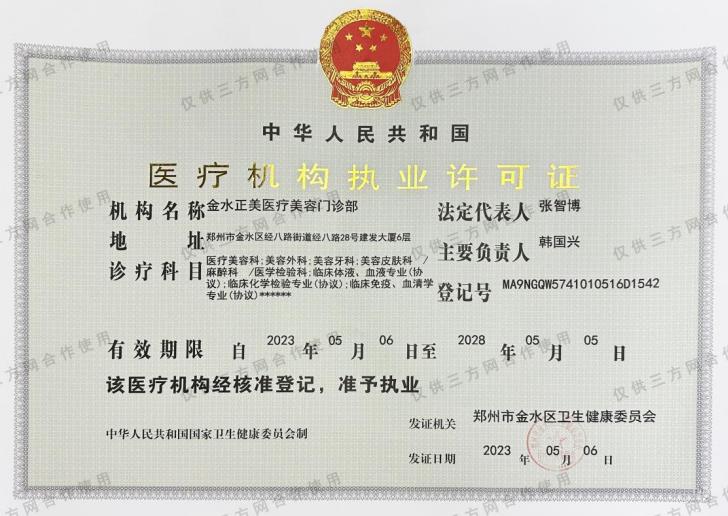 中华人民共和国
医疗机构执业许可证
机构名称 金水正美医疗美容门诊部
法定代表人 张智博
地址 郑州市金水区经八路街道经八路28号建发大厦6层
主要负责人 韩国兴
诊疗科目 医疗美容科;美容外科;美容牙科;美容皮肤科 /
麻醉科 /医学检验科;临床体液、血液专业(协
议);临床化学检验专业(协议);临床免疫、血清学
专业(协议)******
登记号 MA9NGQW5741010516D1542
有效期限 自 2023 年 05 月 06 日至 2028 年 05 月 05 日
该医疗机构经核准登记，准予执业
发证机关 郑州市金水区卫生健康委员会
中华人民共和国国家卫生健康委员会制
发证日期 2023 年 05 月 06 日
仅供三方网合作使用